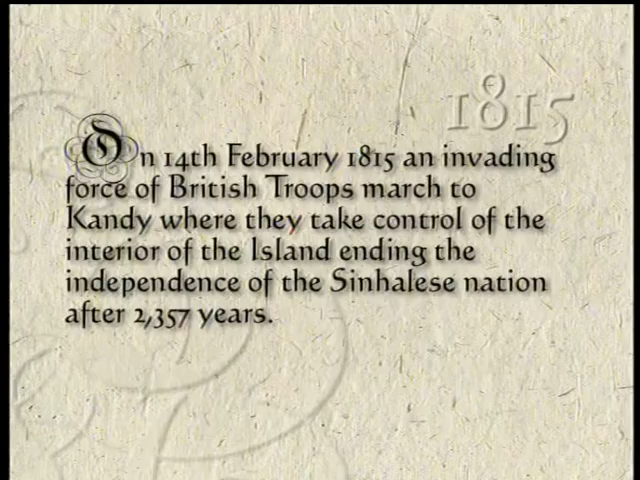 1815
On 14th February 1815 an invading
force of British Troops march to
Kandy where they take control of the
interior of the Island ending the
independence of the Sinhalese nation
after 2,357 years.